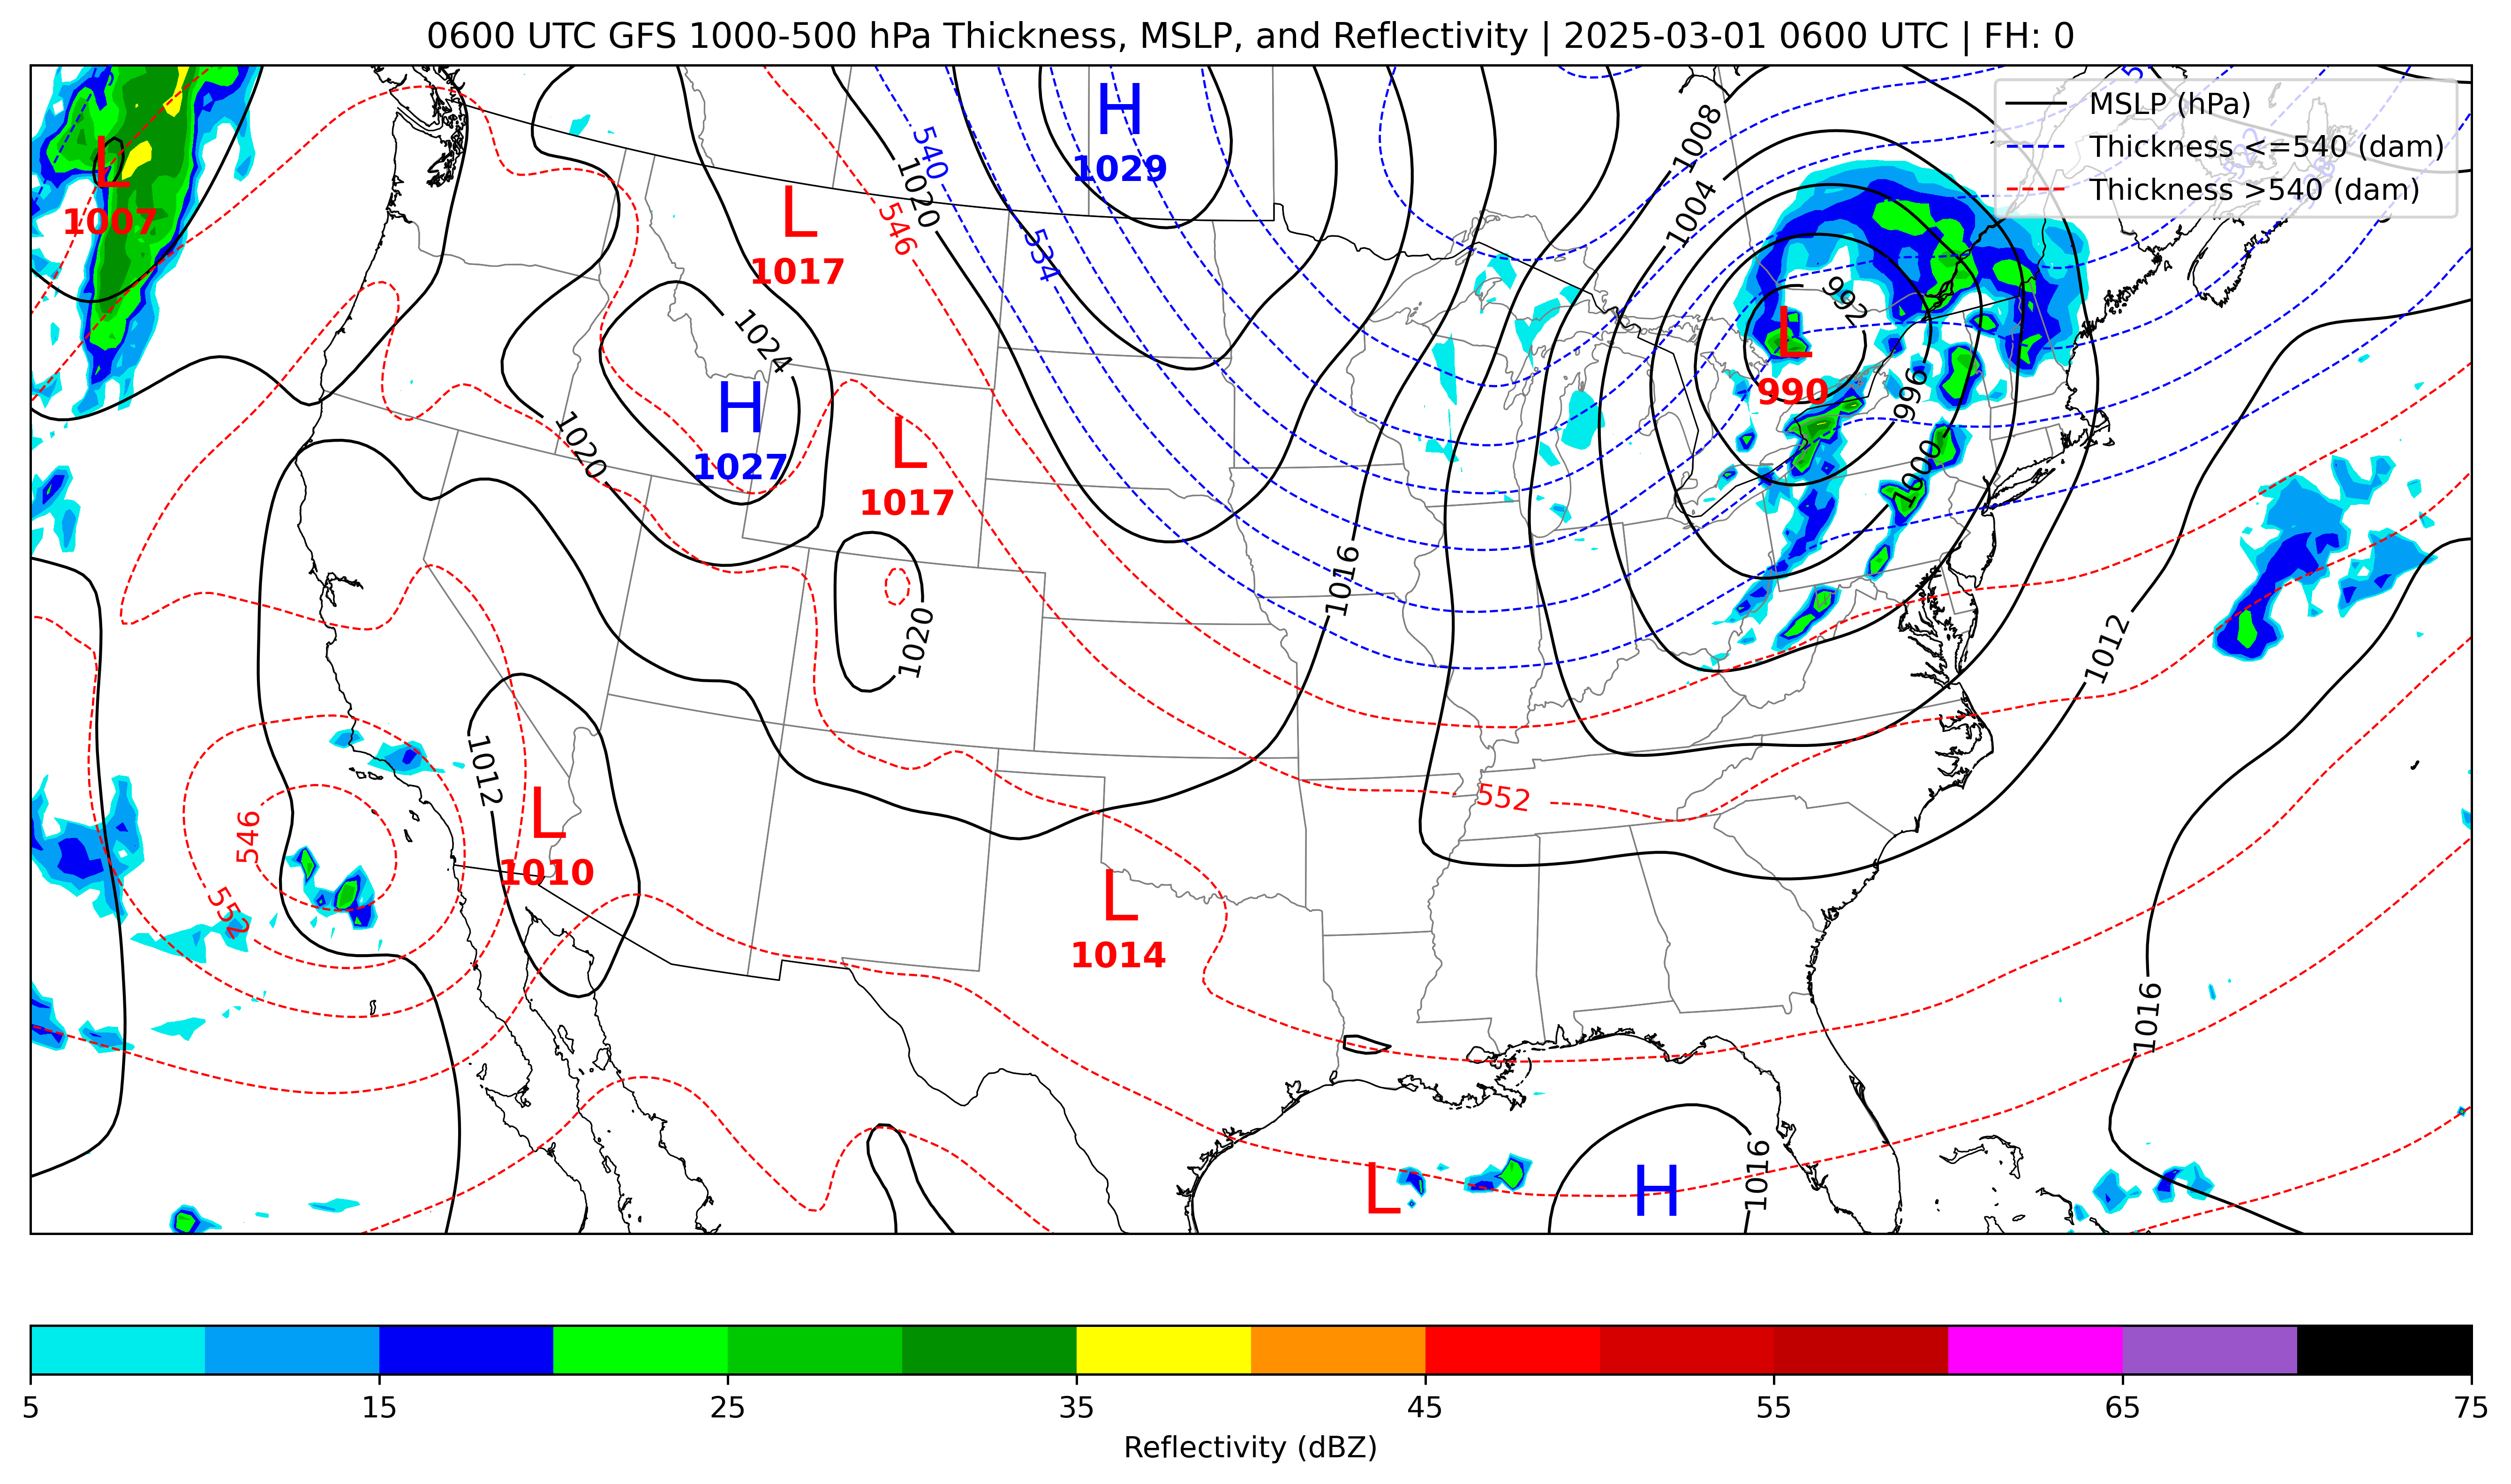 0600 UTC GFS 1000-500 hPa Thickness, MSLP, and Reflectivity | 2025-03-01 0600 UTC | FH: 0
MSLP (hPa)
Thickness <=540 (dam)
Thickness >540 (dam)
H
1029
L
1007
L
1017
540
1020
546
534
1008
1004
L
990
992
996
1000
1024
H
1027
1020
L
1017
1016
1020
1012
1012
L
1010
546
552
552
L
1014
1016
L
H
1016
5
15
25
35
45
55
65
75
Reflectivity (dBZ)